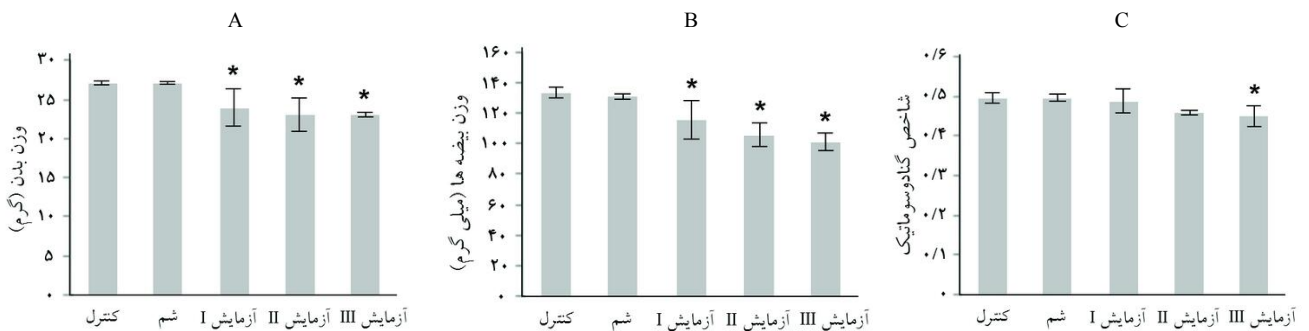 A
وزن بدن (گرم)
۳۰
۲۵
۲۰
۱۵
۱۰
۵
۰
*
*
*
کنترل
شم
آزمایش I
آزمایش II
آزمایش III
B
وزن بیضه ها (میلی گرم)
۱۶۰
۱۴۰
۱۲۰
۱۰۰
۸۰
۶۰
۴۰
۲۰
۰
*
*
*
کنترل
شم
آزمایش I
آزمایش II
آزمایش III
C
شاخص گنادوسوماتیک
۰/۶
۰/۵
۰/۴
۰/۳
۰/۲
۰/۱
۰
*
کنترل
شم
آزمایش I
آزمایش II
آزمایش III